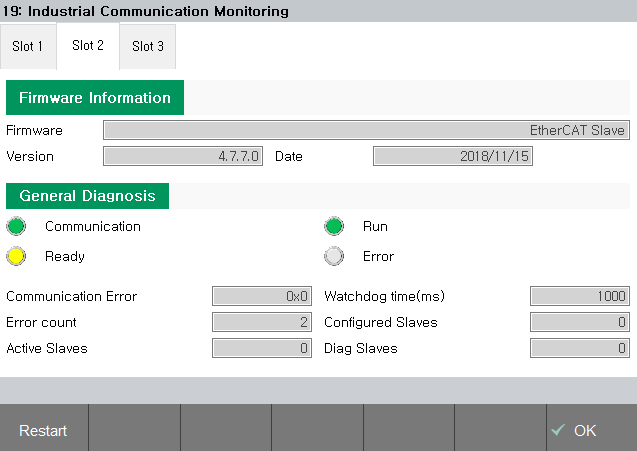 19: Industrial Communication Monitoring
Slot 1 Slot 2 Slot 3
Firmware Information
Firmware EtherCAT Slave
Version 4.7.7.0 Date 2018/11/15
General Diagnosis
Communication Run
Ready Error
Communication Error 0x0 Watchdog time(ms) 1000
Error count 2 Configured Slaves 0
Active Slaves 0 Diag Slaves 0
Restart OK